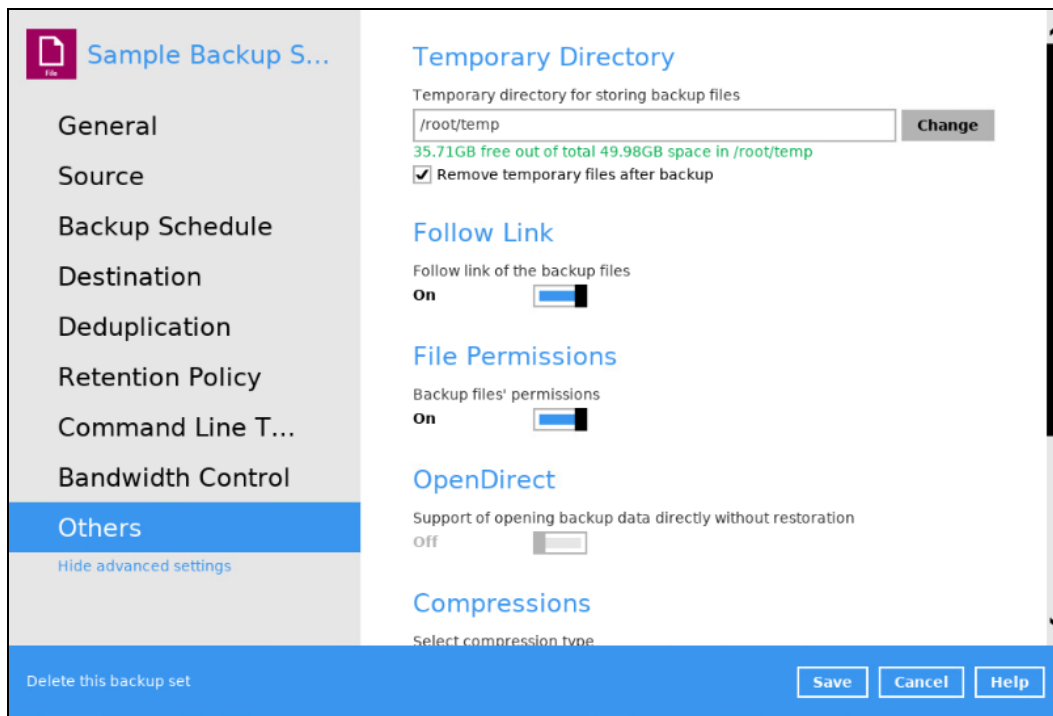 File
Sample Backup S...
General
Source
Backup Schedule
Destination
Deduplication
Retention Policy
Command Line T...
Bandwidth Control
Others
Hide advanced settings
Temporary Directory
Temporary directory for storing backup files
/root/temp
Change
35.71GB free out of total 49.98GB space in /root/temp
Remove temporary files after backup
Follow Link
Follow link of the backup files
On
File Permissions
Backup files' permissions
On
OpenDirect
Support of opening backup data directly without restoration
Off
Compressions
Select compression type
Delete this backup set
Save
Cancel
Help